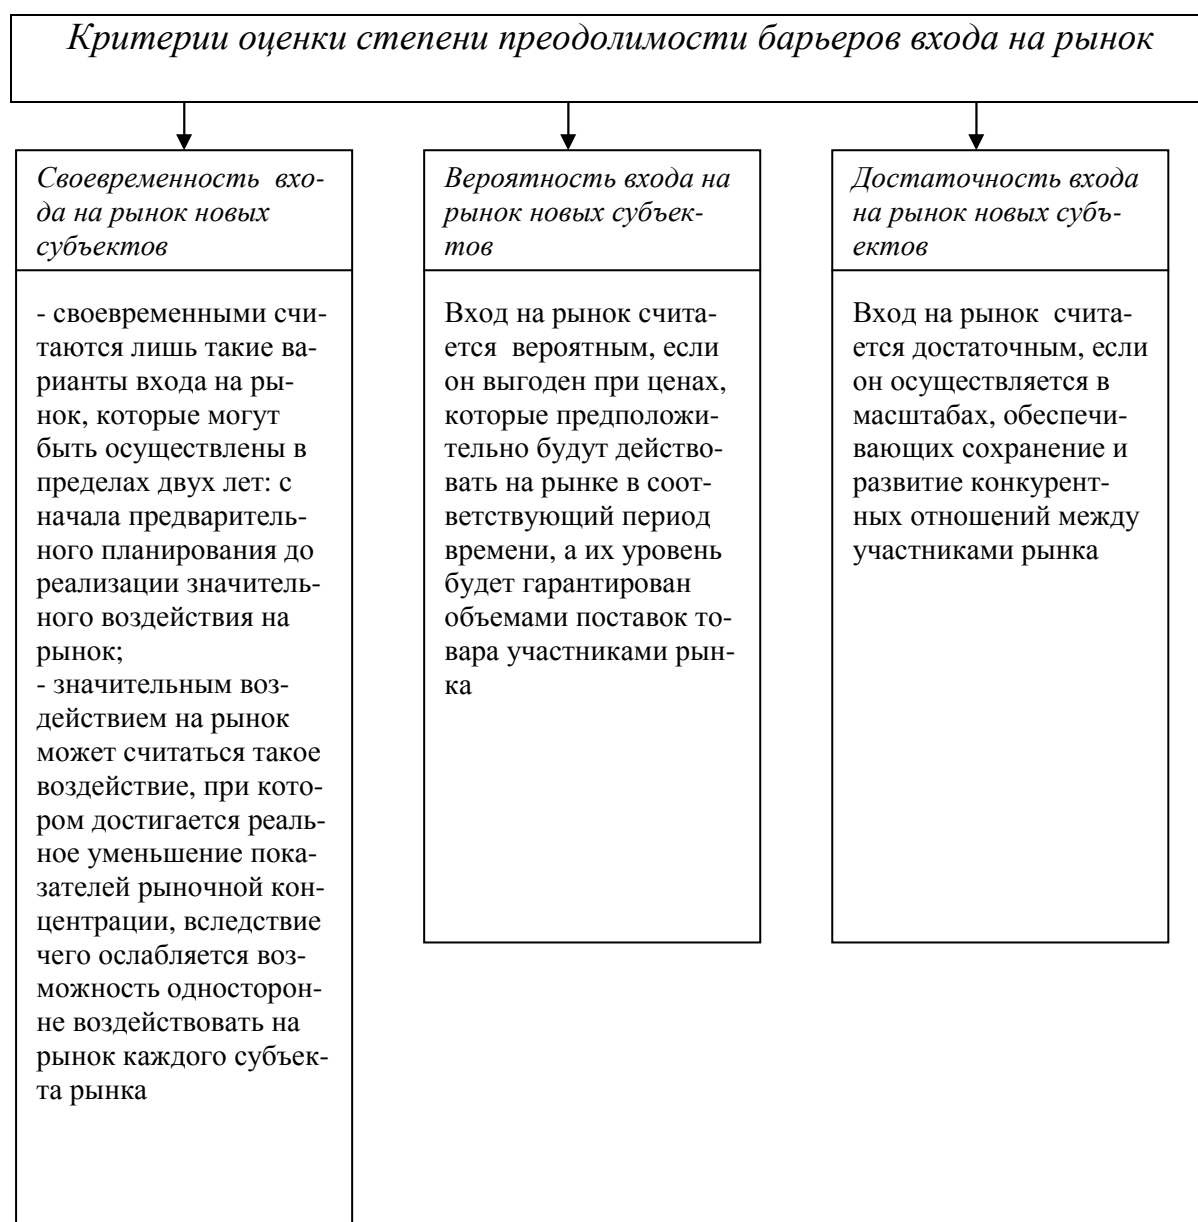 Критерии оценки степени преодолимости барьеров входа на рынок
Своевременность вхо-
да на рынок новых
субъектов
- своевременными счи-
таются лишь такие ва-
рианты входа на ры-
нок, которые могут
быть осуществлены в
пределах двух лет: с
начала предваритель-
ного планирования до
реализации значитель-
ного воздействия на
рынок;
- значительным воз-
действием на рынок
может считаться такое
воздействие, при кото-
ром достигается реаль-
ное уменьшение пока-
зателей рыночной кон-
центрации, вследствие
чего ослабляется воз-
можность односторон-
не воздействовать на
рынок каждого субъек-
та рынка
Вероятность входа на
рынок новых субъек-
тов
Вход на рынок счита-
ется вероятным, если
он выгоден при ценах,
которые предположи-
тельно будут действо-
вать на рынке в соот-
ветствующий период
времени, а их уровень
будет гарантирован
объемами поставок то-
вара участниками рын-
ка
Достаточность входа
на рынок новых субъ-
ектов
Вход на рынок счита-
ется достаточным, если
он осуществляется в
масштабах, обеспечи-
вающих сохранение и
развитие конкурент-
ных отношений между
участниками рынка